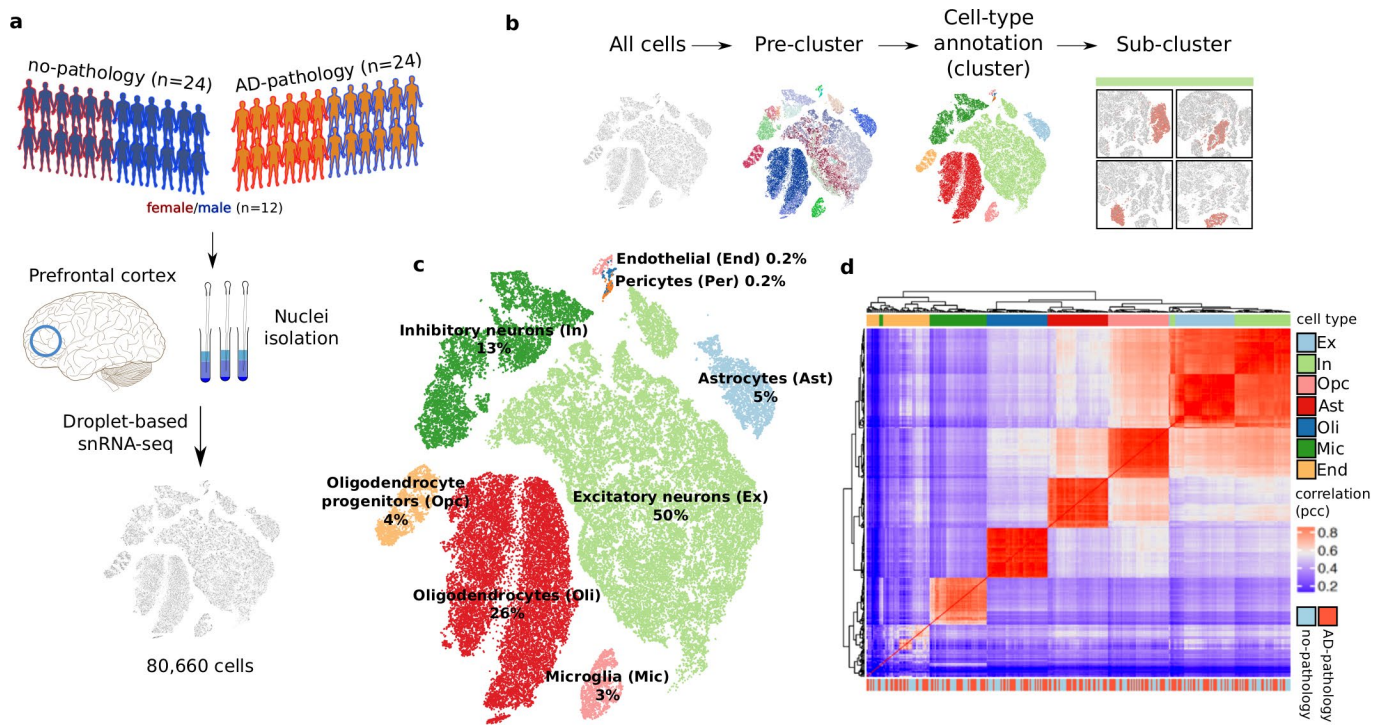 a
no-pathology (n=24)
AD-pathology (n=24)
female/male (n=12)
Prefrontal cortex
Nuclei
isolation
Droplet-based
snRNA-seq
80,660 cells
b
All cells
Pre-cluster
Cell-type
annotation
(cluster)
Sub-cluster
c
Endothelial (End) 0.2%
Pericytes (Per) 0.2%
Inhibitory neurons (In)
13%
Astrocytes (Ast)
5%
Oligodendrocyte
progenitors (Opc)
4%
Excitatory neurons (Ex)
50%
Oligodendrocytes (Oli)
26%
Microglia (Mic)
3%
d
cell type
Ex
In
Opc
Ast
Oli
Mic
End
correlation
(pcc)
0.8
0.6
0.4
0.2
no-pathology
AD-pathology